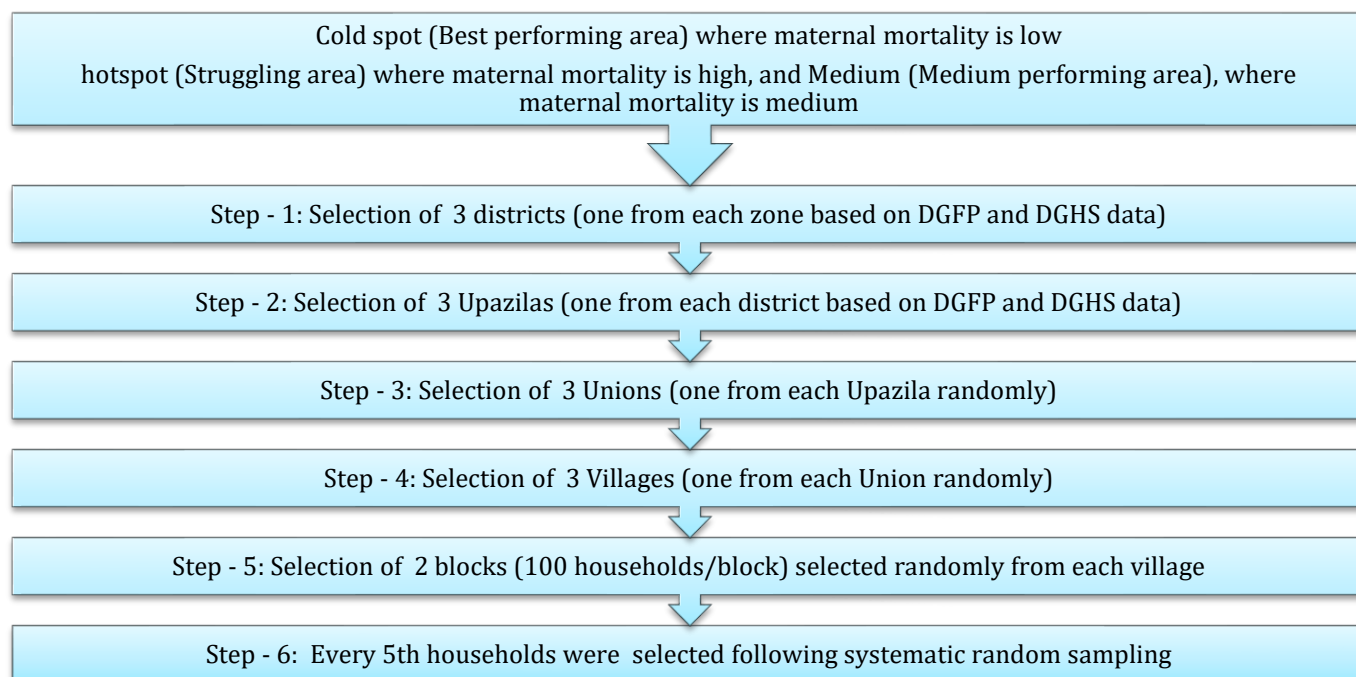 Cold spot (Best performing area) where maternal mortality is low
hotspot (Struggling area) where maternal mortality is high, and Medium (Medium performing area), where
maternal mortality is medium
Step - 1: Selection of 3 districts (one from each zone based on DGFP and DGHS data)
Step - 2: Selection of 3 Upazilas (one from each district based on DGFP and DGHS data)
Step - 3: Selection of 3 Unions (one from each Upazila randomly)
Step - 4: Selection of 3 Villages (one from each Union randomly)
Step - 5: Selection of 2 blocks (100 households/block) selected randomly from each village
Step - 6: Every 5th households were selected following systematic random sampling